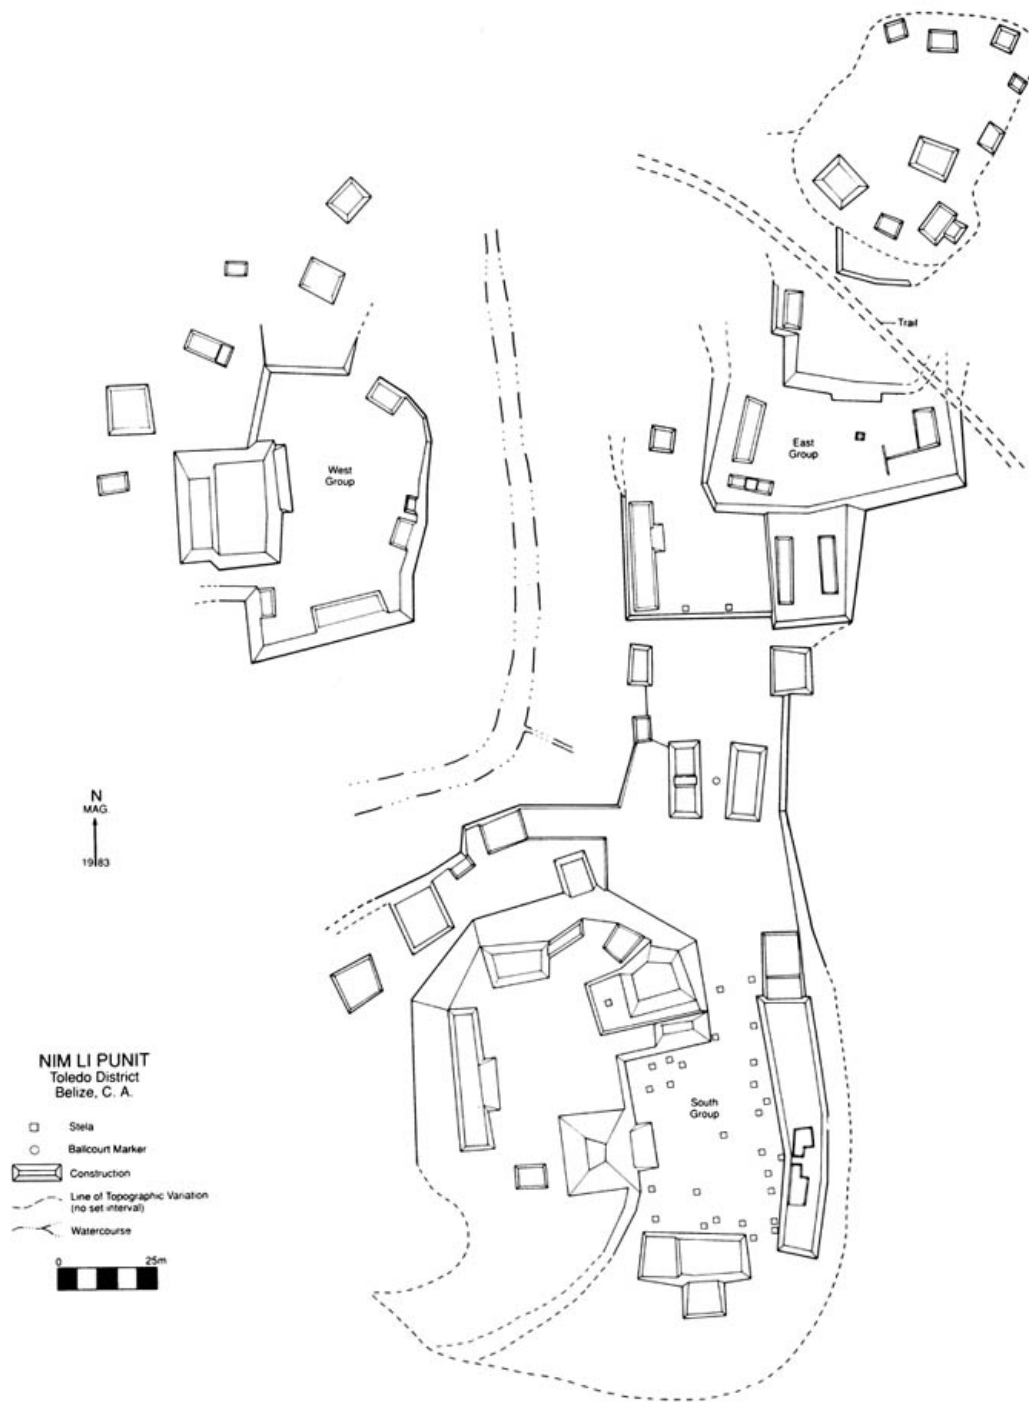 Trail
East
Group
West
Group
N
MAG.
1983
NIM LI PUNIT
Toledo District
Belize, C. A.
Stela
Ballcourt Marker
Construction
Line of Topographic Variation
(no set interval)
Watercourse
0 25m
South
Group